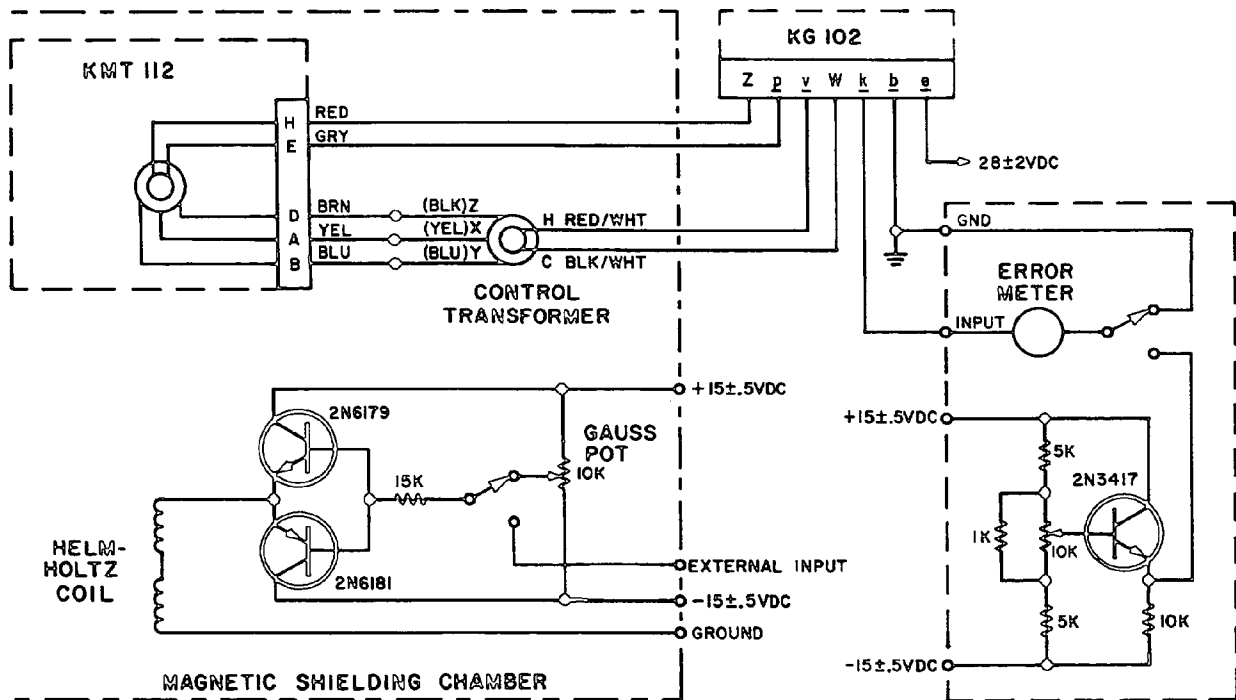 KMT 112
KG 102
Z p v W k b e
H RED
E GRY
28±2VDC
D BRN (BLK)Z
A YEL (YEL)X
B BLU (BLU)Y
H RED/WHT
C BLK/WHT
CONTROL
TRANSFORMER
GND
ERROR
METER
INPUT
+15±.5VDC
2N6179
GAUSS
POT
10K
15K
2N6181
HELM-
HOLTZ
COIL
EXTERNAL INPUT
-15±.5VDC
GROUND
MAGNETIC SHIELDING CHAMBER
+15±.5VDC
5K
2N3417
1K
10K
5K
10K
-15±.5VDC